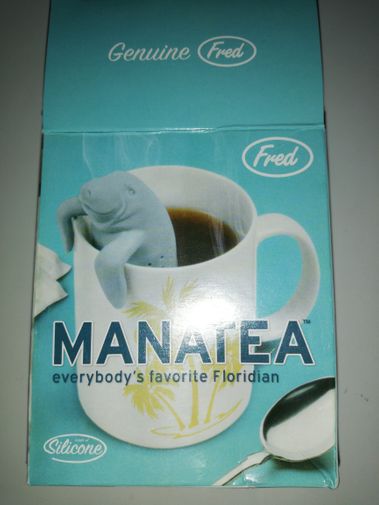 Genuine Fred
Fred
MANATEA™
everybody's favorite Floridian
Silicone